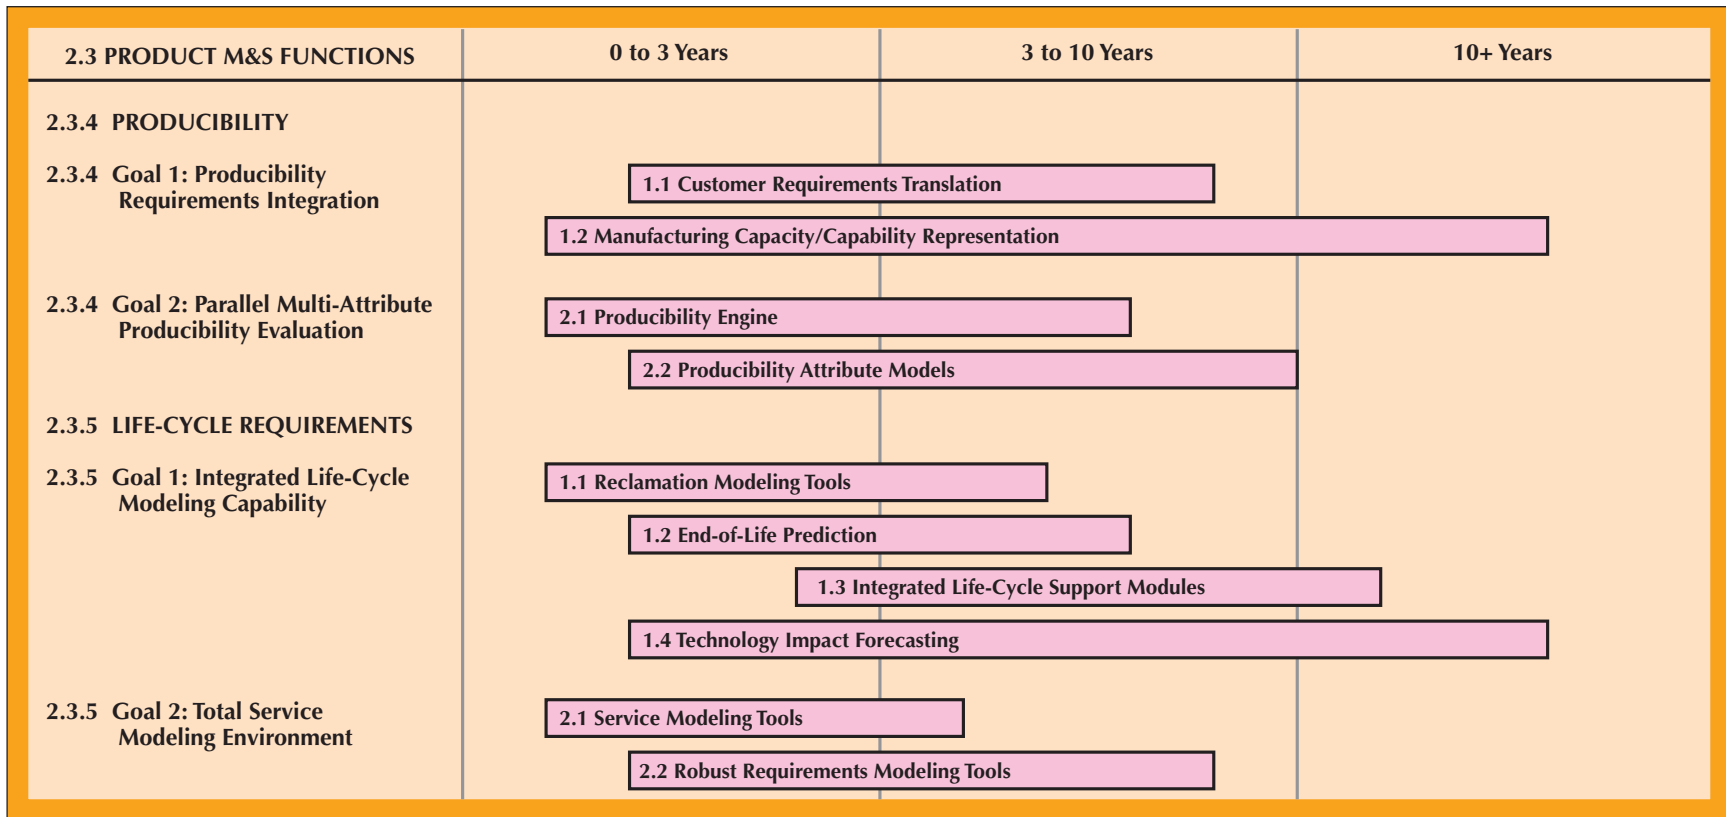 2.3 PRODUCT M&S FUNCTIONS
0 to 3 Years
3 to 10 Years
10+ Years
2.3.4 PRODUCIBILITY
2.3.4 Goal 1: Producibility
Requirements Integration
1.1 Customer Requirements Translation
1.2 Manufacturing Capacity/Capability Representation
2.3.4 Goal 2: Parallel Multi-Attribute
Producibility Evaluation
2.1 Producibility Engine
2.2 Producibility Attribute Models
2.3.5 LIFE-CYCLE REQUIREMENTS
2.3.5 Goal 1: Integrated Life-Cycle
Modeling Capability
1.1 Reclamation Modeling Tools
1.2 End-of-Life Prediction
1.3 Integrated Life-Cycle Support Modules
1.4 Technology Impact Forecasting
2.3.5 Goal 2: Total Service
Modeling Environment
2.1 Service Modeling Tools
2.2 Robust Requirements Modeling Tools